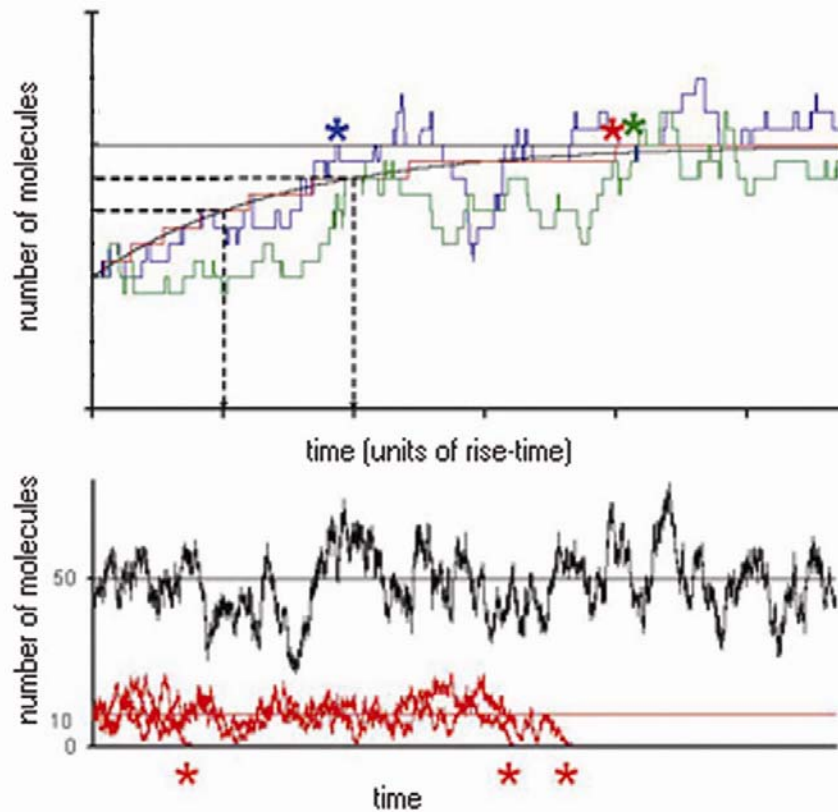 number of molecules
* * *
time (units of rise-time)
number of molecules
50
10
0
* * *
time